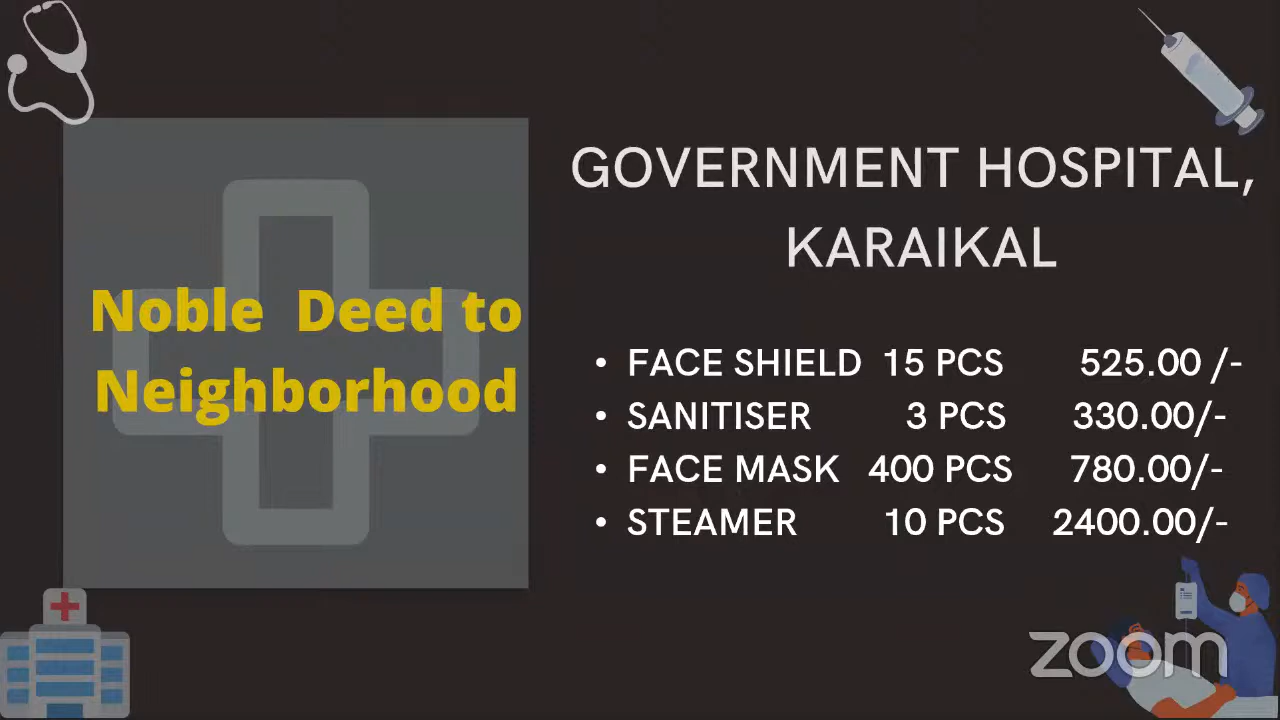 Noble Deed to
Neighborhood
GOVERNMENT HOSPITAL,
KARAIKAL
• FACE SHIELD 15 PCS 525.00 /-
• SANITISER 3 PCS 330.00/-
• FACE MASK 400 PCS 780.00/-
• STEAMER 10 PCS 2400.00/-
zoom